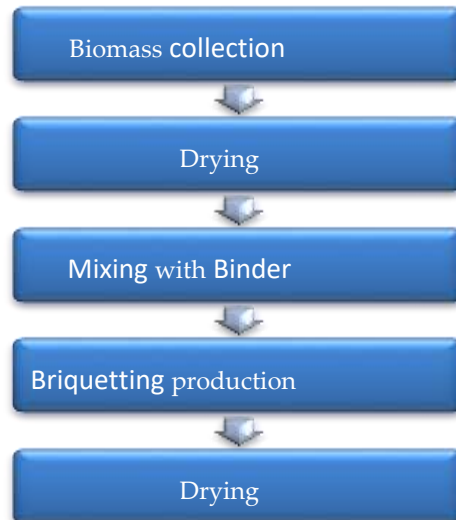 Biomass collection
Drying
Mixing with Binder
Briquetting production
Drying